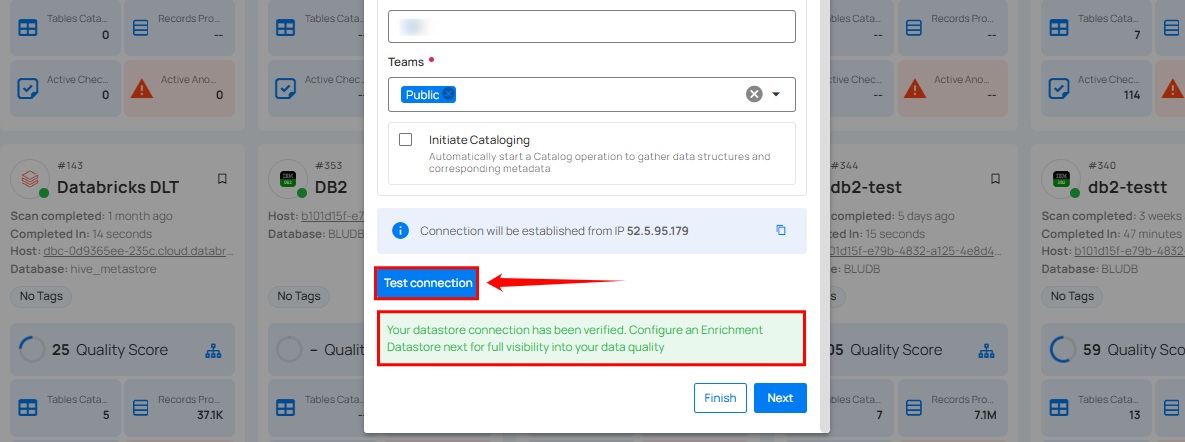 Tables Cata...
0
Records Pro...
--
Tables Cata...
--
Records Pro...
--
Tables Cata...
7
Active Chec...
0
Active Ano...
0
Active Chec...
--
Active Ano...
--
Active Chec...
114
Teams
Public
Initiate Cataloging
Automatically start a Catalog operation to gather data structures and
corresponding metadata
Connection will be established from IP 52.5.95.179
Test connection
Your datastore connection has been verified. Configure an Enrichment
Datastore next for full visibility into your data quality
Finish
Next
#143
Databricks DLT
Scan completed: 1 month ago
Completed In: 14 seconds
Host: dbc-0d9365ee-235c.cloud.databr...
Database: hive_metastore
No Tags
25 Quality Score
Tables Cata...
5
Records Pro...
37.1K
#353
DB2
Host: b101d15f-e7
Database: BLUDB
No Tags
– Qualit
Tables Cata...
--
#344
db2-test
completed: 5 days ago
In: 15 seconds
01d15f-e79b-4832-a125-4e8d4...
BLUDB
Tags
05 Quality Score
7
Records Pro...
7.1M
#340
db2-testt
Scan completed: 3 weeks
Completed In: 47 minutes
Host: b101d15f-e79b-4832-
Database: BLUDB
No Tags
59 Quality Score
Tables Cata...
13